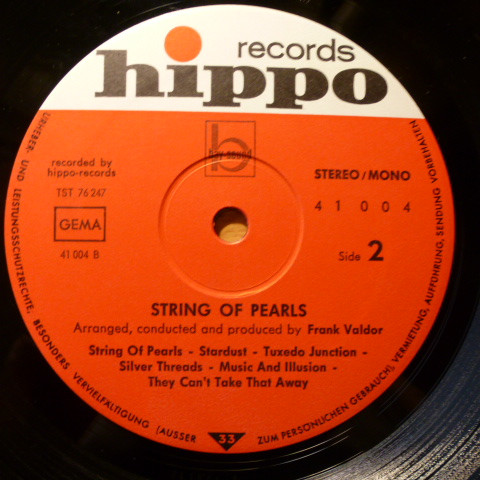 records
hippo
recorded by
hippo-records
TST 76 247
GEMA
41 004 B
b
STEREO/MONO
41 004
Side 2
STRING OF PEARLS
Arranged, conducted and produced by Frank Valdor
String Of Pearls - Stardust - Tuxedo Junction -
Silver Threads - Music And Illusion -
They Can't Take That Away
33
URHEBER- UND LEISTUNGSSCHUTZRECHTE, BESONDERS VERVIELFÄLTIGUNG (AUSSER ZUM PERSÖNLICHEN GEBRAUCH), VERMIETUNG, AUFFÜHRUNG, SENDUNG VORBEHALTEN